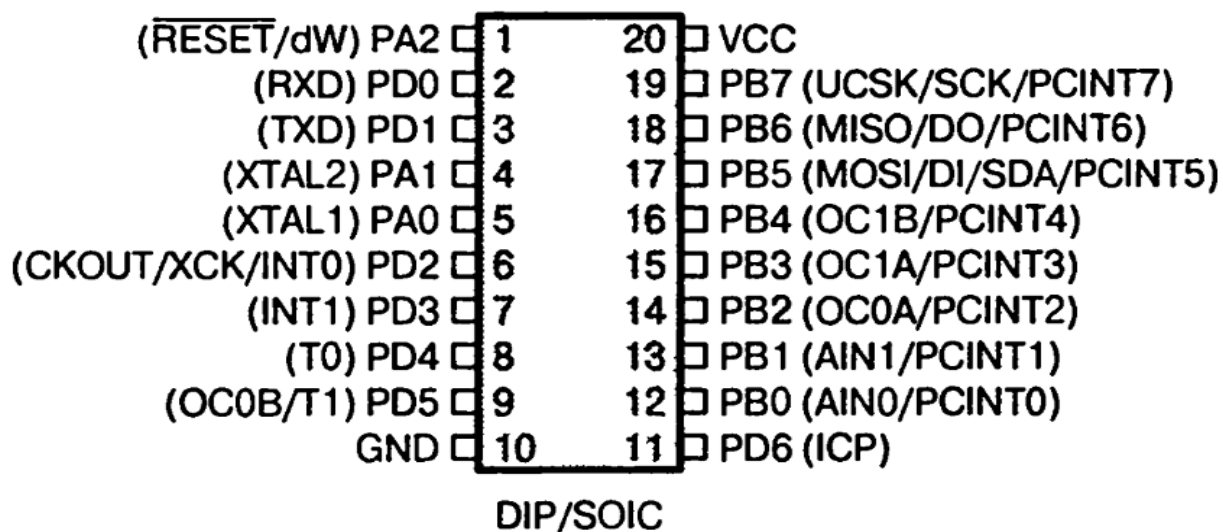 (RESET/dW) PA2 1 20 VCC
(RXD) PD0 2 19 PB7 (UCSK/SCK/PCINT7)
(TXD) PD1 3 18 PB6 (MISO/DO/PCINT6)
(XTAL2) PA1 4 17 PB5 (MOSI/DI/SDA/PCINT5)
(XTAL1) PA0 5 16 PB4 (OC1B/PCINT4)
(CKOUT/XCK/INT0) PD2 6 15 PB3 (OC1A/PCINT3)
(INT1) PD3 7 14 PB2 (OC0A/PCINT2)
(T0) PD4 8 13 PB1 (AIN1/PCINT1)
(OC0B/T1) PD5 9 12 PB0 (AIN0/PCINT0)
GND 10 11 PD6 (ICP)
DIP/SOIC